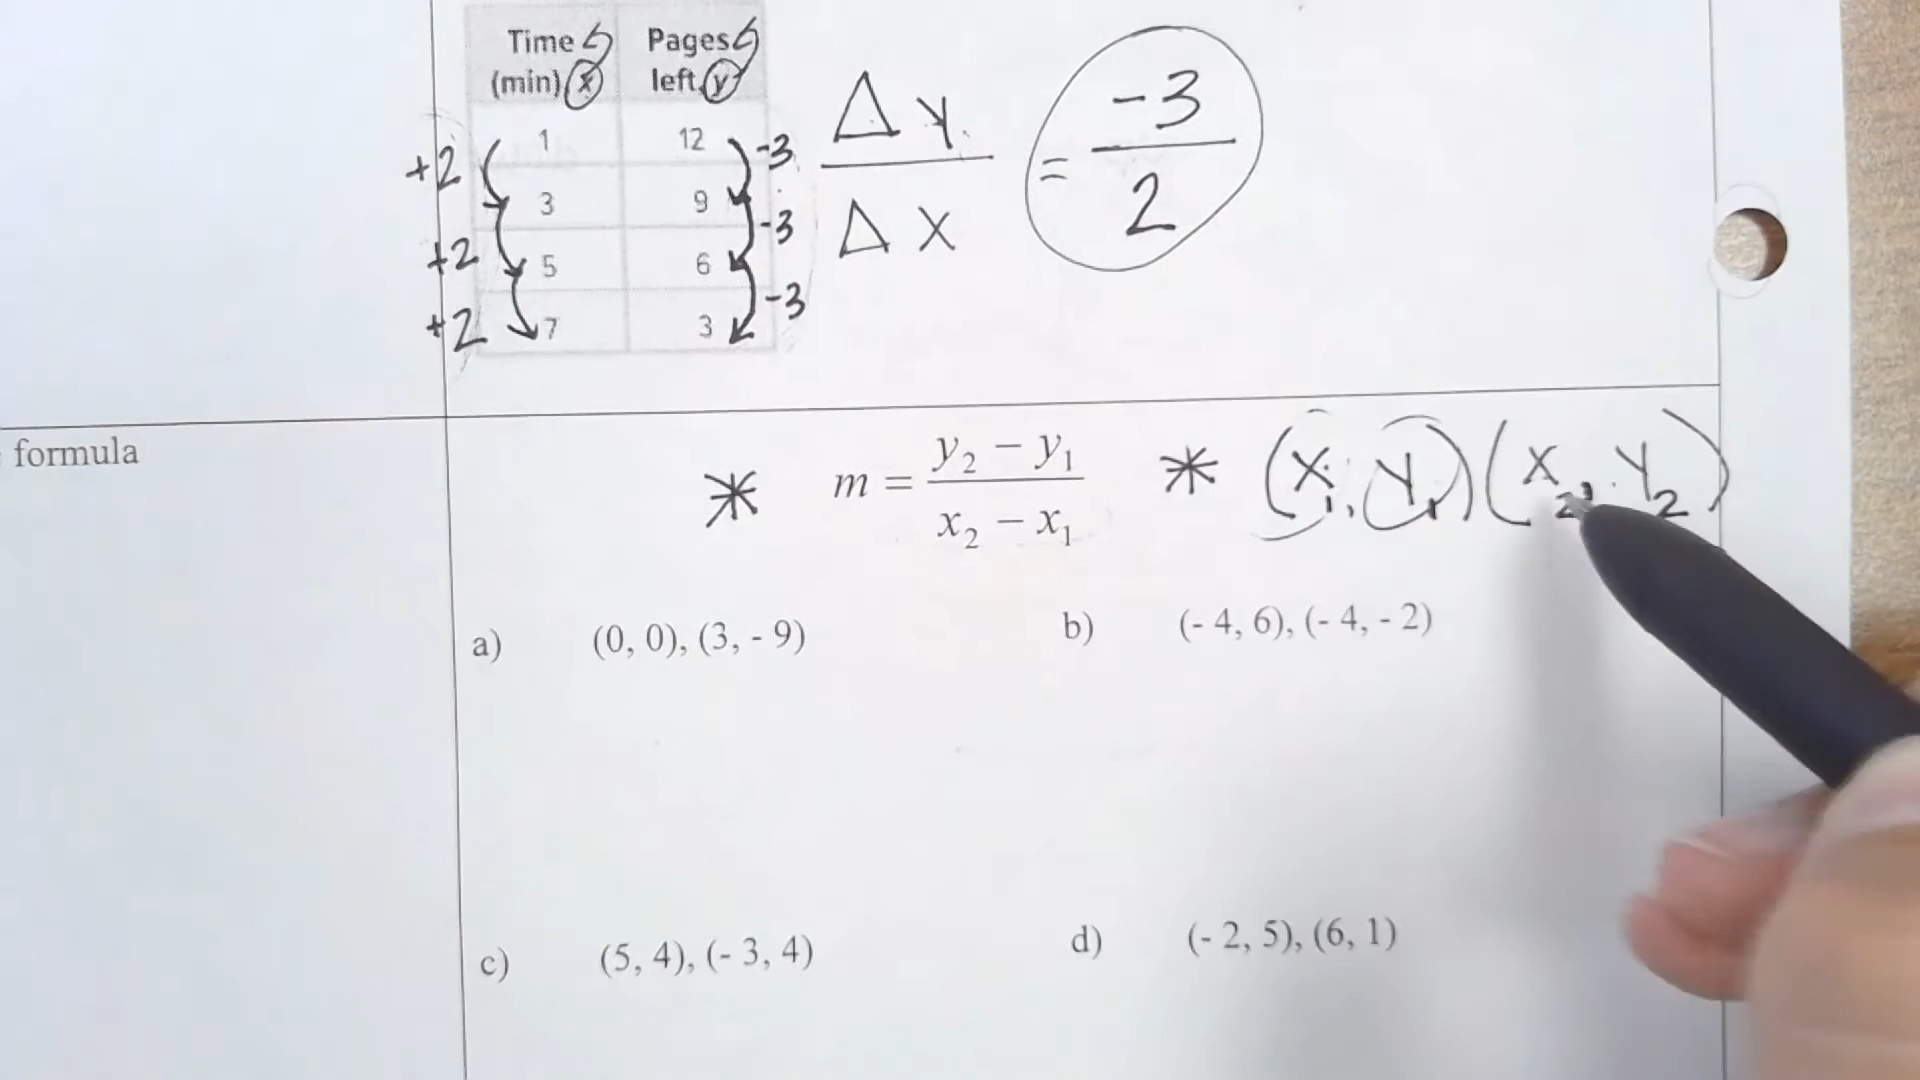 Time (min) x
Pages left, y
1 12
3 9
5 6
7 3
+2
+2
+2
-3
-3
-3
Δy / Δx = -3/2
formula
* m = (y₂ − y₁) / (x₂ − x₁) * (X₁, Y₁) (X₂, Y₂)
a) (0, 0), (3, - 9)
b) (- 4, 6), (- 4, - 2)
c) (5, 4), (- 3, 4)
d) (- 2, 5), (6, 1)